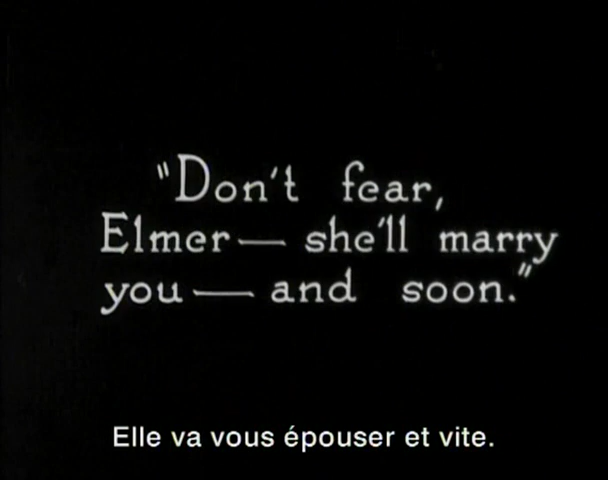 "Don't fear,
Elmer — she'll marry
you — and soon."
Elle va vous épouser et vite.